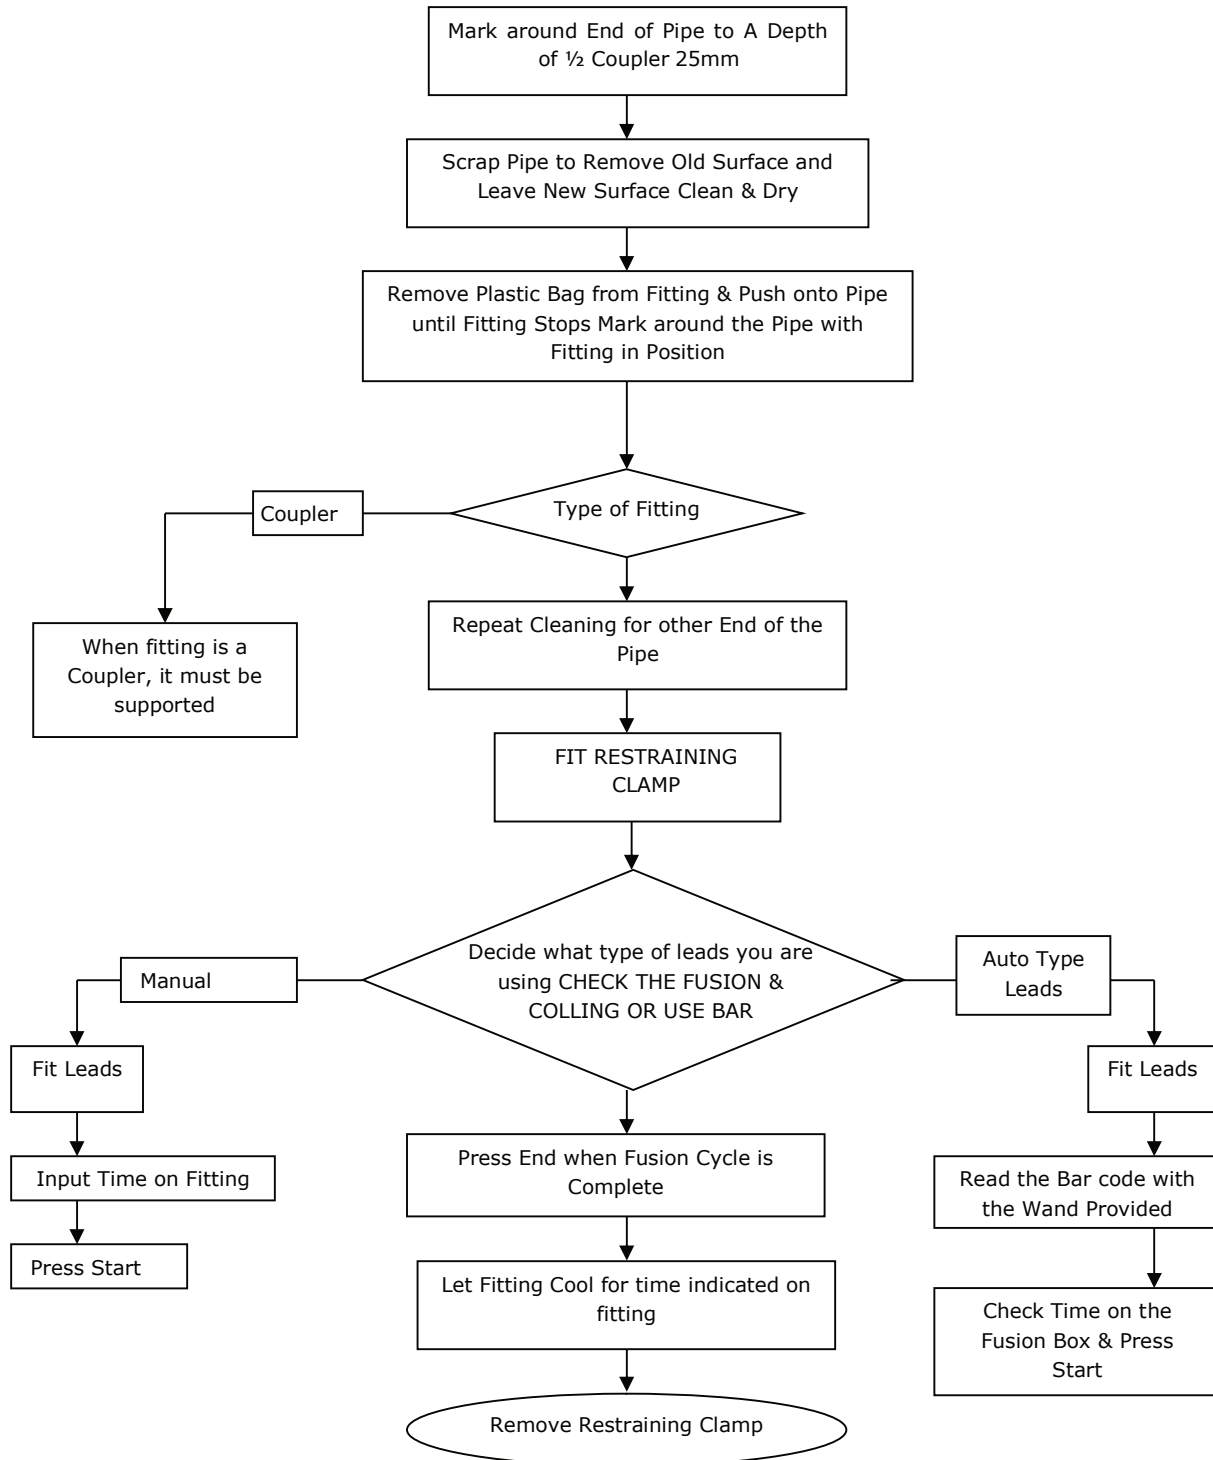 Mark around End of Pipe to A Depth
of ½ Coupler 25mm
Scrap Pipe to Remove Old Surface and
Leave New Surface Clean & Dry
Remove Plastic Bag from Fitting & Push onto Pipe
until Fitting Stops Mark around the Pipe with
Fitting in Position
Type of Fitting
Coupler
When fitting is a
Coupler, it must be
supported
Repeat Cleaning for other End of the
Pipe
FIT RESTRAINING
CLAMP
Decide what type of leads you are
using CHECK THE FUSION &
COLLING OR USE BAR
Manual
Fit Leads
Input Time on Fitting
Press Start
Auto Type
Leads
Fit Leads
Read the Bar code with
the Wand Provided
Check Time on the
Fusion Box & Press
Start
Press End when Fusion Cycle is
Complete
Let Fitting Cool for time indicated on
fitting
Remove Restraining Clamp